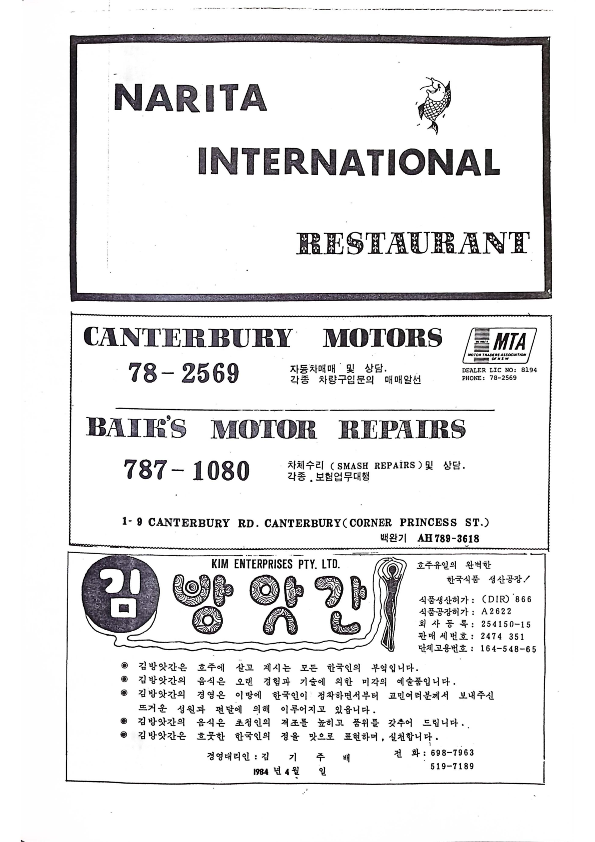 NARITA
INTERNATIONAL
RESTAURANT
CANTERBURY MOTORS
78-2569
자동차매매 및 상담.
각종 차량구입문의 매매알선
MTA
MOTOR TRADERS ASSOCIATION
OF NSW
DEALER LIC NO: 8194
PHONE: 78-2569
BAIK'S MOTOR REPAIRS
787-1080
차체수리 (SMASH REPAIRS) 및 상담.
각종 . 보험업무대행
1-9 CANTERBURY RD. CANTERBURY (CORNER PRINCESS ST.)
백완기 AH 789-3618
KIM ENTERPRISES PTY. LTD.
김 방앗간
호주유일의 완벽한
한국식품 생산공장!
식품생산허가: (DIR) 866
식품공장허가: A2622
회사등록: 254150-15
판매세번호: 2474 351
단체고용번호: 164-548-65
◉ 김방앗간은 호주에 살고 계시는 모든 한국인의 부엌입니다.
◉ 김방앗간의 음식은 오랜 경험과 기술에 의한 미각의 예술품입니다.
◉ 김방앗간의 경영은 이땅에 한국인이 정착하면서부터 교민여러분께서 보내주신
뜨거운 성원과 편달에 의해 이루어지고 있읍니다.
◉ 김방앗간의 음식은 초청인의 격조를 높히고 품위를 갖추어 드립니다.
◉ 김방앗간은 흐뭇한 한국인의 정을 맛으로 표현하며, 실천합니다.
경영대리인: 김 기 주 배
전 화: 698-7963
519-7189
1984 년 4 월 일